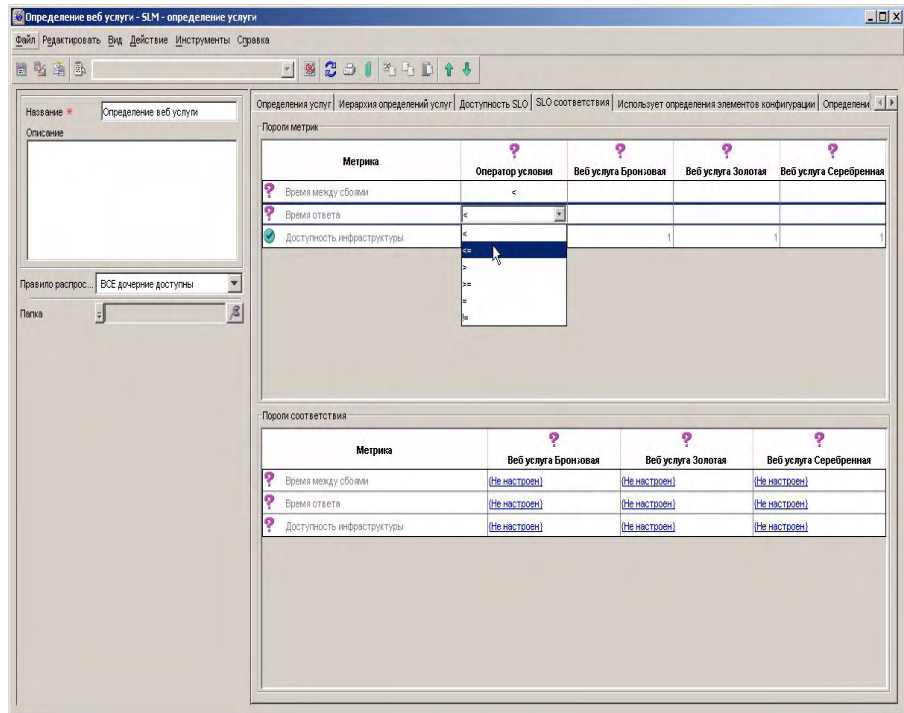 Определение веб услуги - SLM - определение услуги
Файл Редактировать Вид Действие Инструменты Справка
Название *
Определение веб услуги
Описание
Правило распрос...
ВСЕ дочерние доступны
Папка
Определения услуг Иерархия определений услуг Доступность SLO SLO соответствия Использует определения элементов конфигурации Определени
Пороги метрик
Метрика Оператор условия Веб услуга Бронзовая Веб услуга Золотая Веб услуга Серебренная
Время между сбоями <
Время ответа <
Доступность инфраструктуры 1 1 1
<
<=
>
>=
=
!=
Пороги соответствия
Метрика Веб услуга Бронзовая Веб услуга Золотая Веб услуга Серебренная
Время между сбоями {Не настроен} {Не настроен} {Не настроен}
Время ответа {Не настроен} {Не настроен} {Не настроен}
Доступность инфраструктуры {Не настроен} {Не настроен} {Не настроен}